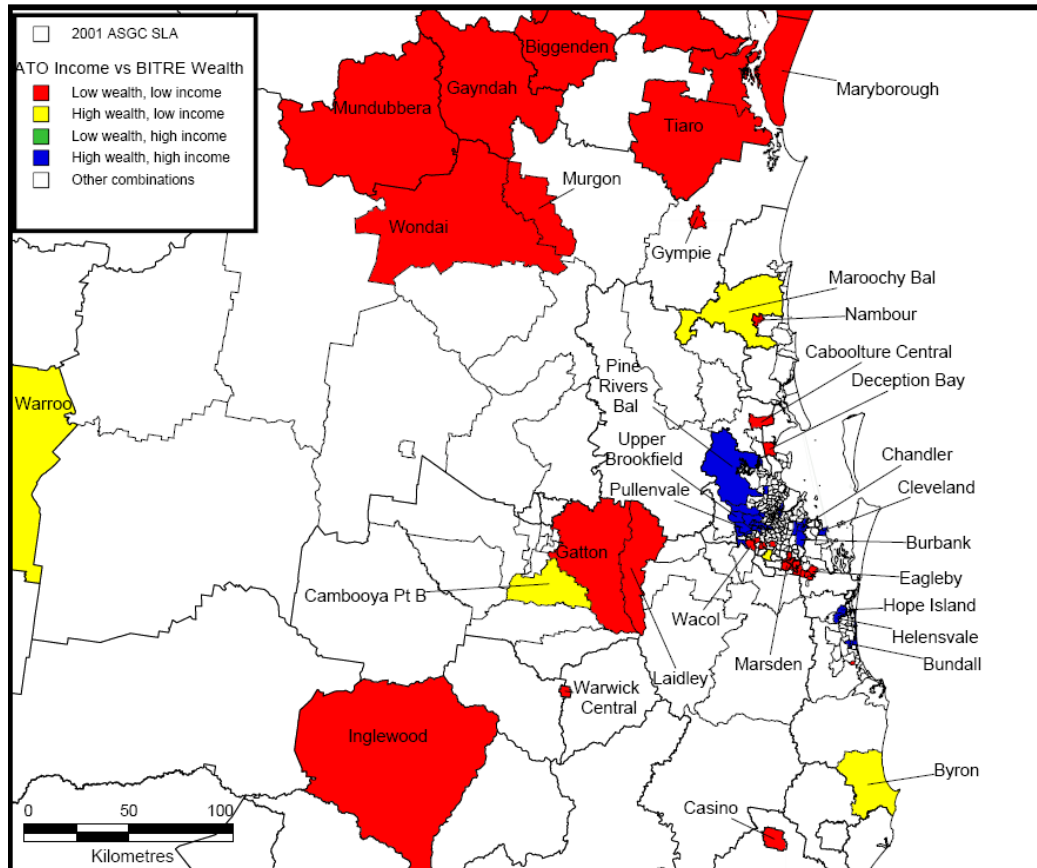 2001 ASGC SLA
ATO Income vs BITRE Wealth
Low wealth, low income
High wealth, low income
Low wealth, high income
High wealth, high income
Other combinations
Biggenden
Gayndah
Mundubbera
Maryborough
Tiaro
Murgon
Wondai
Gympie
Maroochy Bal
Nambour
Caboolture Central
Deception Bay
Pine
Rivers
Bal
Warroo
Upper
Brookfield
Chandler
Pullenvale
Cleveland
Burbank
Gatton
Eagleby
Cambooya Pt B
Hope Island
Wacol
Helensvale
Marsden
Bundall
Laidley
Warwick
Central
Inglewood
Byron
Casino
0 50 100
Kilometres